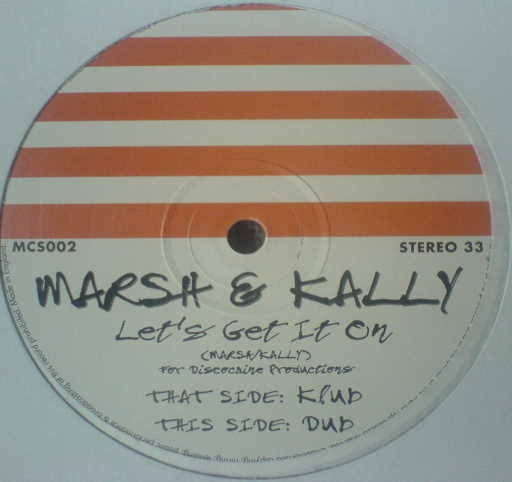 MCS002
STEREO 33
MARSH & KALLY
Let's Get It On
(MARSH/KALLY)
For Discocaine Productions
THAT SIDE: Klub
THIS SIDE: Dub